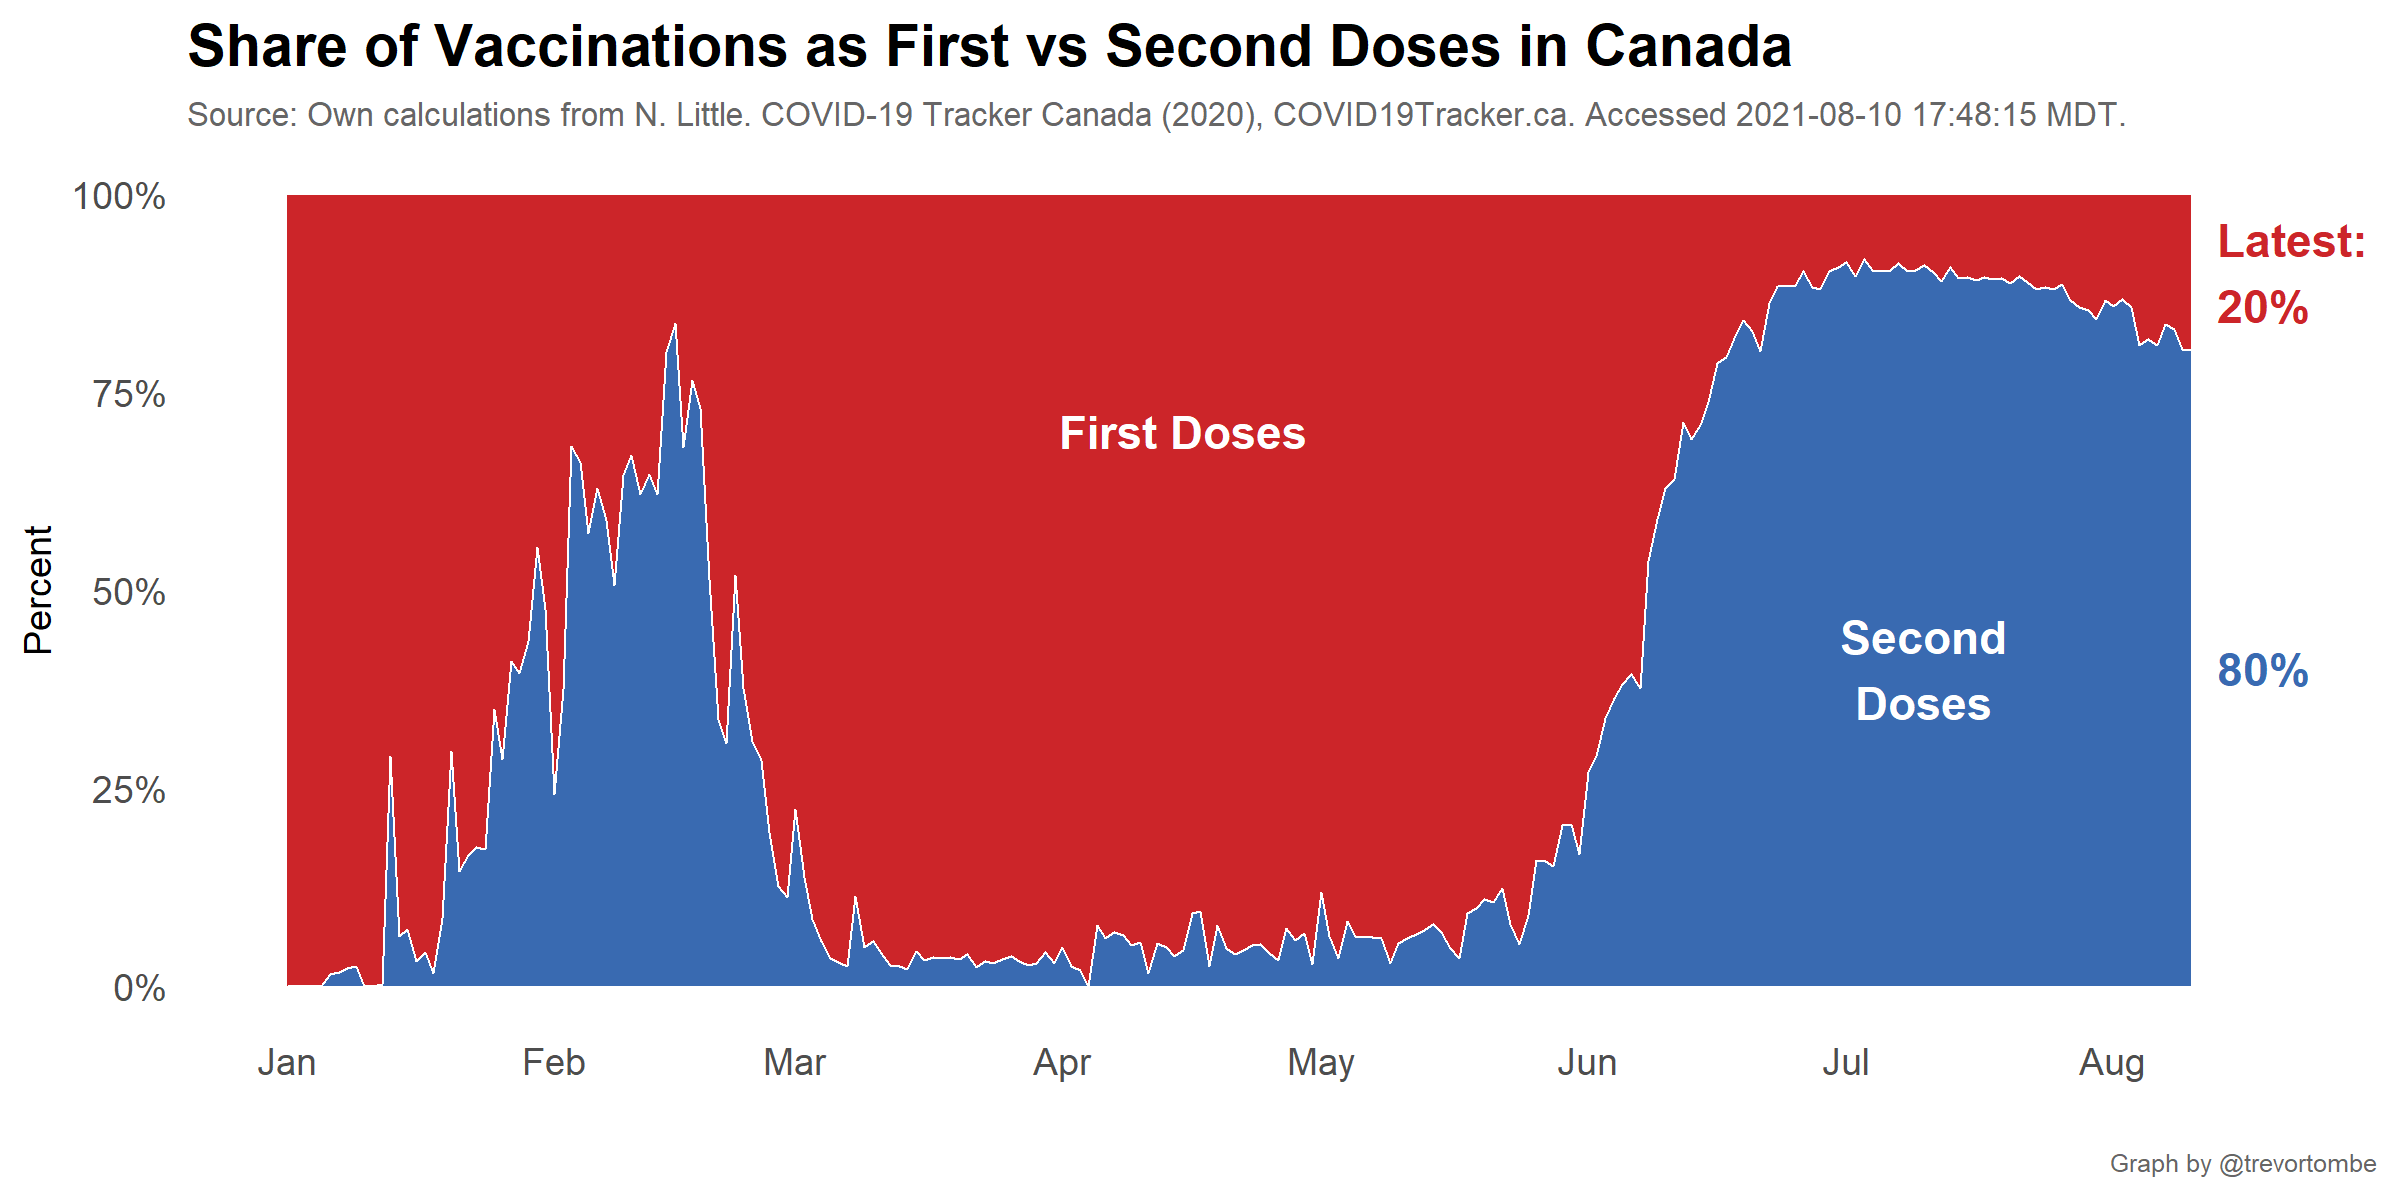 Share of Vaccinations as First vs Second Doses in Canada
Source: Own calculations from N. Little. COVID-19 Tracker Canada (2020), COVID19Tracker.ca. Accessed 2021-08-10 17:48:15 MDT.
Percent
100%
75%
50%
25%
0%
First Doses
Second
Doses
Latest:
20%
80%
Jan Feb Mar Apr May Jun Jul Aug
Graph by @trevortombe